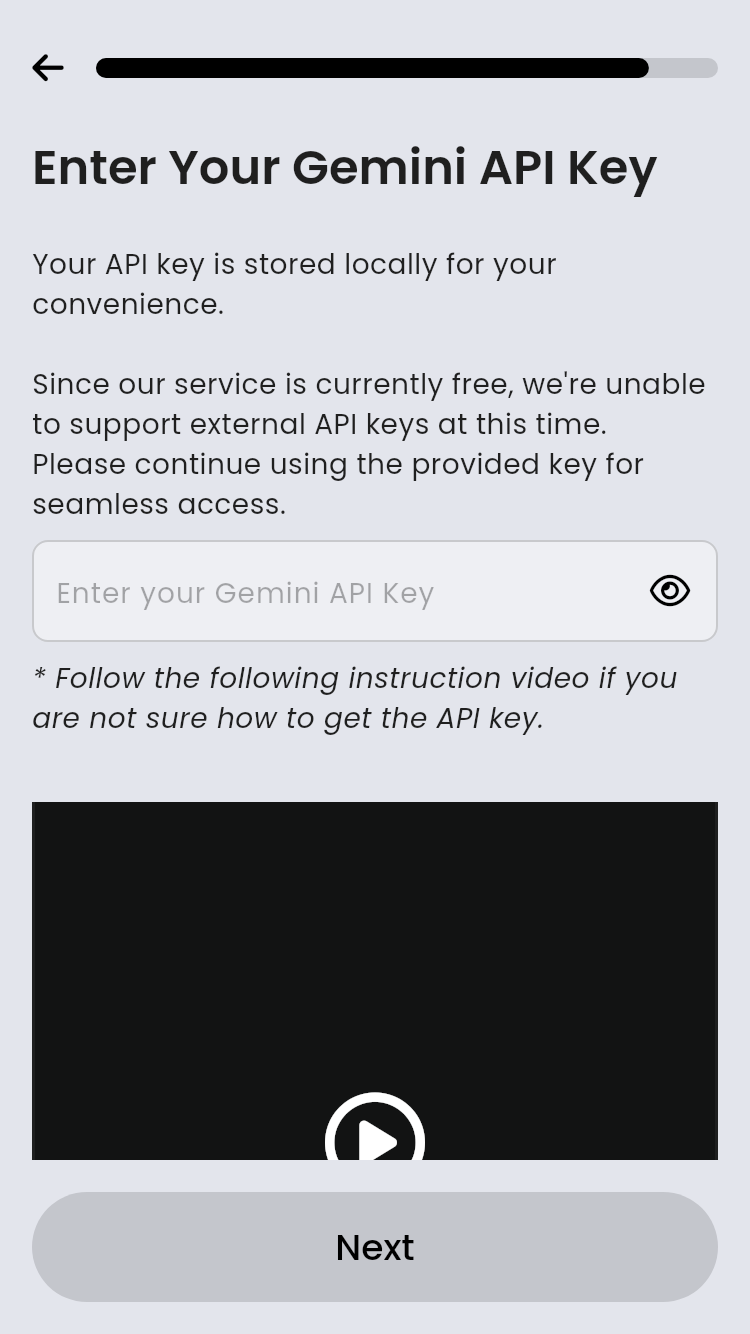 Enter Your Gemini API Key
Your API key is stored locally for your
convenience.
Since our service is currently free, we're unable
to support external API keys at this time.
Please continue using the provided key for
seamless access.
Enter your Gemini API Key
* Follow the following instruction video if you
are not sure how to get the API key.
Next